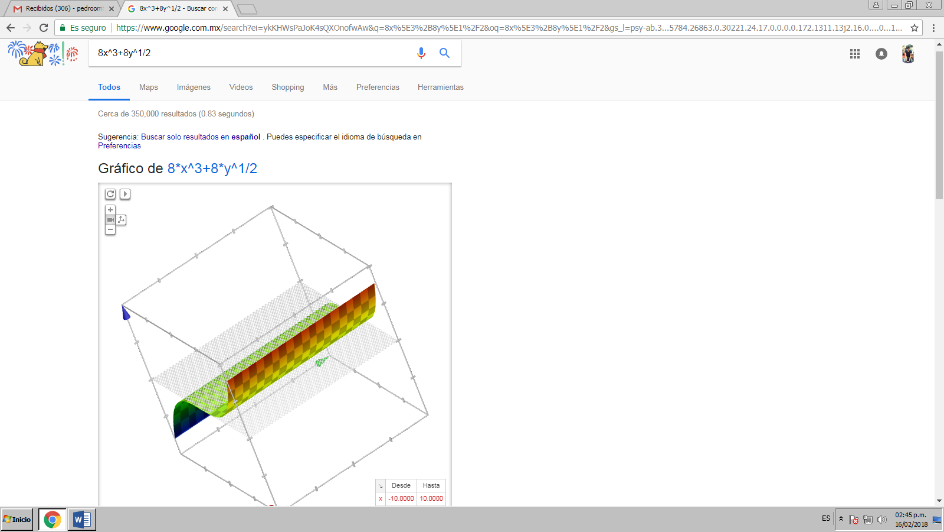 Recibidos (306) - pedroom
8x^3+8y^1/2 - Buscar con
Es seguro
https://www.google.com.mx/search?ei=ykKHWsPaJoK4sQXOnofwAw&q=8x%5E3%2B8y%5E1%2F2&oq=8x%5E3%2B8y%5E1%2F2&gs_l=psy-ab.3...5784.26863.0.30221.24.17.0.0.0.0.172.1311.13j2.16.0....0...1...
8x^3+8y^1/2
Todos Maps Imágenes Videos Shopping Más Preferencias Herramientas
Cerca de 350,000 resultados (0.83 segundos)
Sugerencia: Buscar solo resultados en español . Puedes especificar el idioma de búsqueda en
Preferencias
Gráfico de 8*x^3+8*y^1/2
Desde Hasta
x -10.0000 10.0000
Inicio
ES
02:45 p.m.
16/02/2018